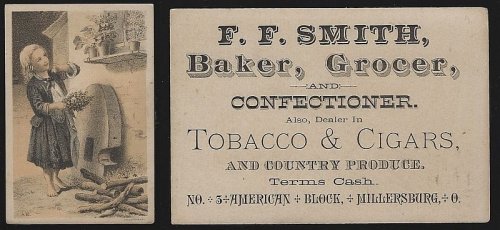 F. F. SMITH,
Baker, Grocer,
AND
CONFECTIONER.
Also, Dealer in
TOBACCO & CIGARS,
AND COUNTRY PRODUCE.
Terms Cash.
NO. ÷ 3 ÷ AMERICAN ÷ BLOCK, ÷ MILLERSBURG, ÷ O.